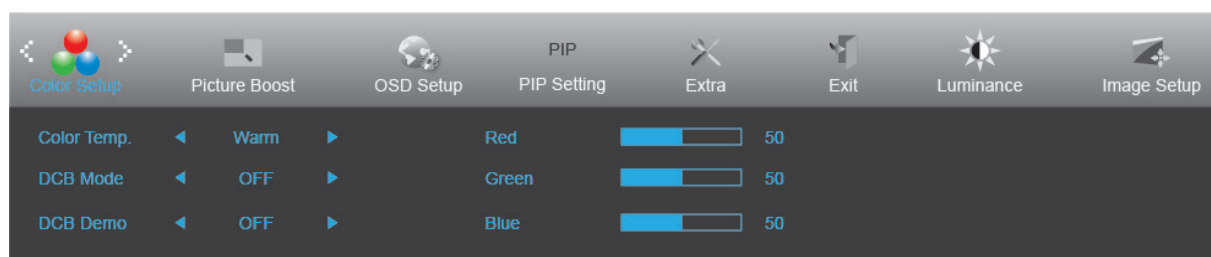 PIP
Color Setup Picture Boost OSD Setup PIP Setting Extra Exit Luminance Image Setup
Color Temp. Warm Red 50
DCB Mode OFF Green 50
DCB Demo OFF Blue 50